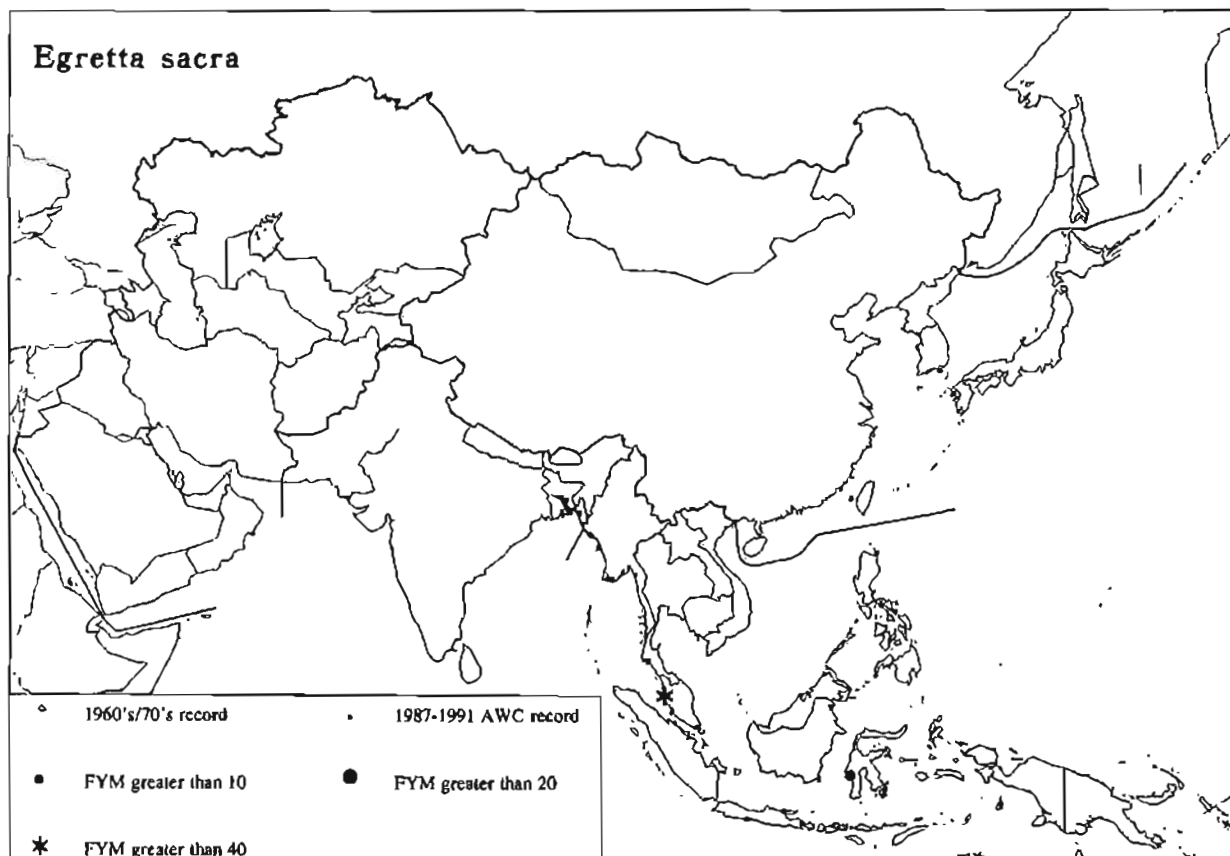 Egretta sacra
1960's/70's record
1987-1991 AWC record
FYM greater than 10
FYM greater than 20
FYM greater than 40